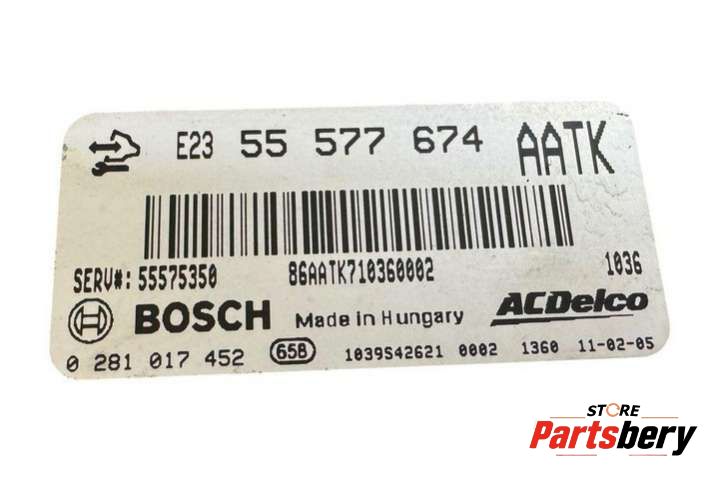 E23 55 577 674 AATK
SERV#: 55575350 86AATK710360002 1036
BOSCH Made in Hungary ACDelco
0 281 017 452 65B 1039S42621 0002 1360 11-02-05
STORE
Partsbery